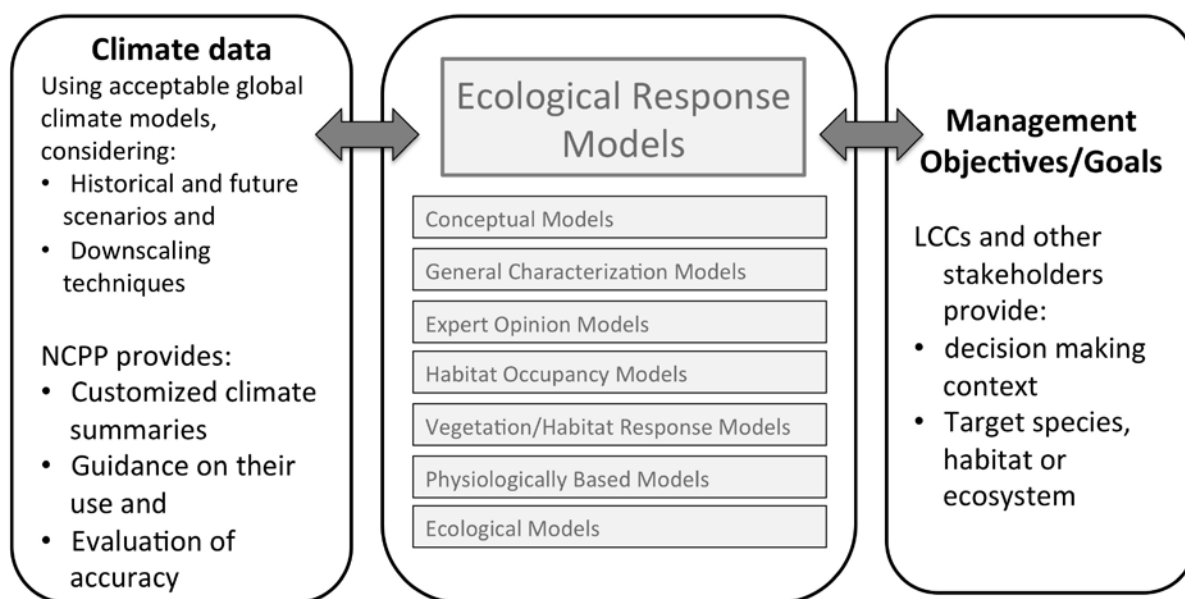 Climate data
Using acceptable global
climate models,
considering:
• Historical and future
scenarios and
• Downscaling
techniques
NCPP provides:
• Customized climate
summaries
• Guidance on their
use and
• Evaluation of
accuracy
Ecological Response
Models
Conceptual Models
General Characterization Models
Expert Opinion Models
Habitat Occupancy Models
Vegetation/Habitat Response Models
Physiologically Based Models
Ecological Models
Management
Objectives/Goals
LCCs and other
stakeholders
provide:
• decision making
context
• Target species,
habitat or
ecosystem